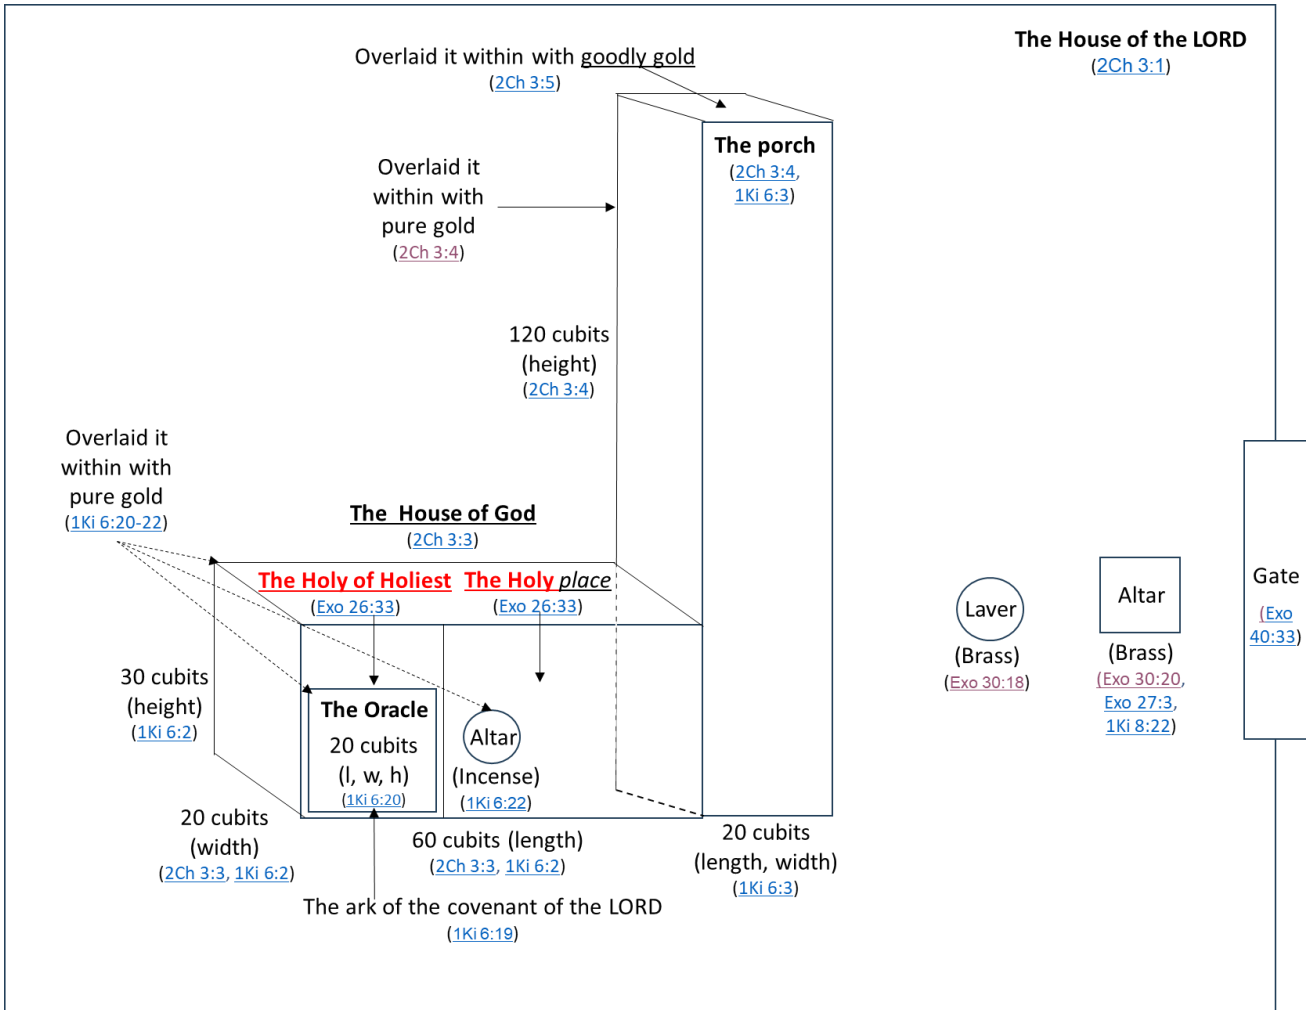 The House of the LORD
(2Ch 3:1)
Overlaid it within with goodly gold
(2Ch 3:5)
The porch
(2Ch 3:4,
1Ki 6:3)
Overlaid it
within with
pure gold
(2Ch 3:4)
120 cubits
(height)
(2Ch 3:4)
Overlaid it
within with
pure gold
(1Ki 6:20-22)
The House of God
(2Ch 3:3)
The Holy of Holiest
(Exo 26:33)
The Holy place
(Exo 26:33)
30 cubits
(height)
(1Ki 6:2)
The Oracle
20 cubits
(l, w, h)
(1Ki 6:20)
Altar
(Incense)
(1Ki 6:22)
20 cubits
(width)
(2Ch 3:3, 1Ki 6:2)
60 cubits (length)
(2Ch 3:3, 1Ki 6:2)
The ark of the covenant of the LORD
(1Ki 6:19)
20 cubits
(length, width)
(1Ki 6:3)
Laver
(Brass)
(Exo 30:18)
Altar
(Brass)
(Exo 30:20,
Exo 27:3,
1Ki 8:22)
Gate
(Exo
40:33)